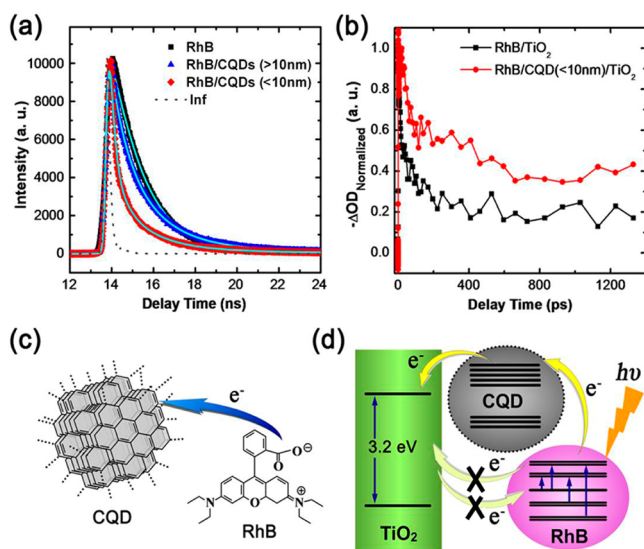 (a)
Intensity (a. u.)
10000
8000
6000
4000
2000
0
RhB
RhB/CQDs (>10nm)
RhB/CQDs (<10nm)
Inf
12 14 16 18 20 22 24
Delay Time (ns)
(b)
-ΔOD Normalized (a. u.)
1.0
0.8
0.6
0.4
0.2
0.0
RhB/TiO₂
RhB/CQD(<10nm)/TiO₂
0 400 800 1200
Delay Time (ps)
(c)
e⁻
CQD
O
O⊖
N
O
N⊕
RhB
(d)
e⁻
CQD
e⁻
hν
3.2 eV
X e⁻
X
e⁻
TiO₂
RhB